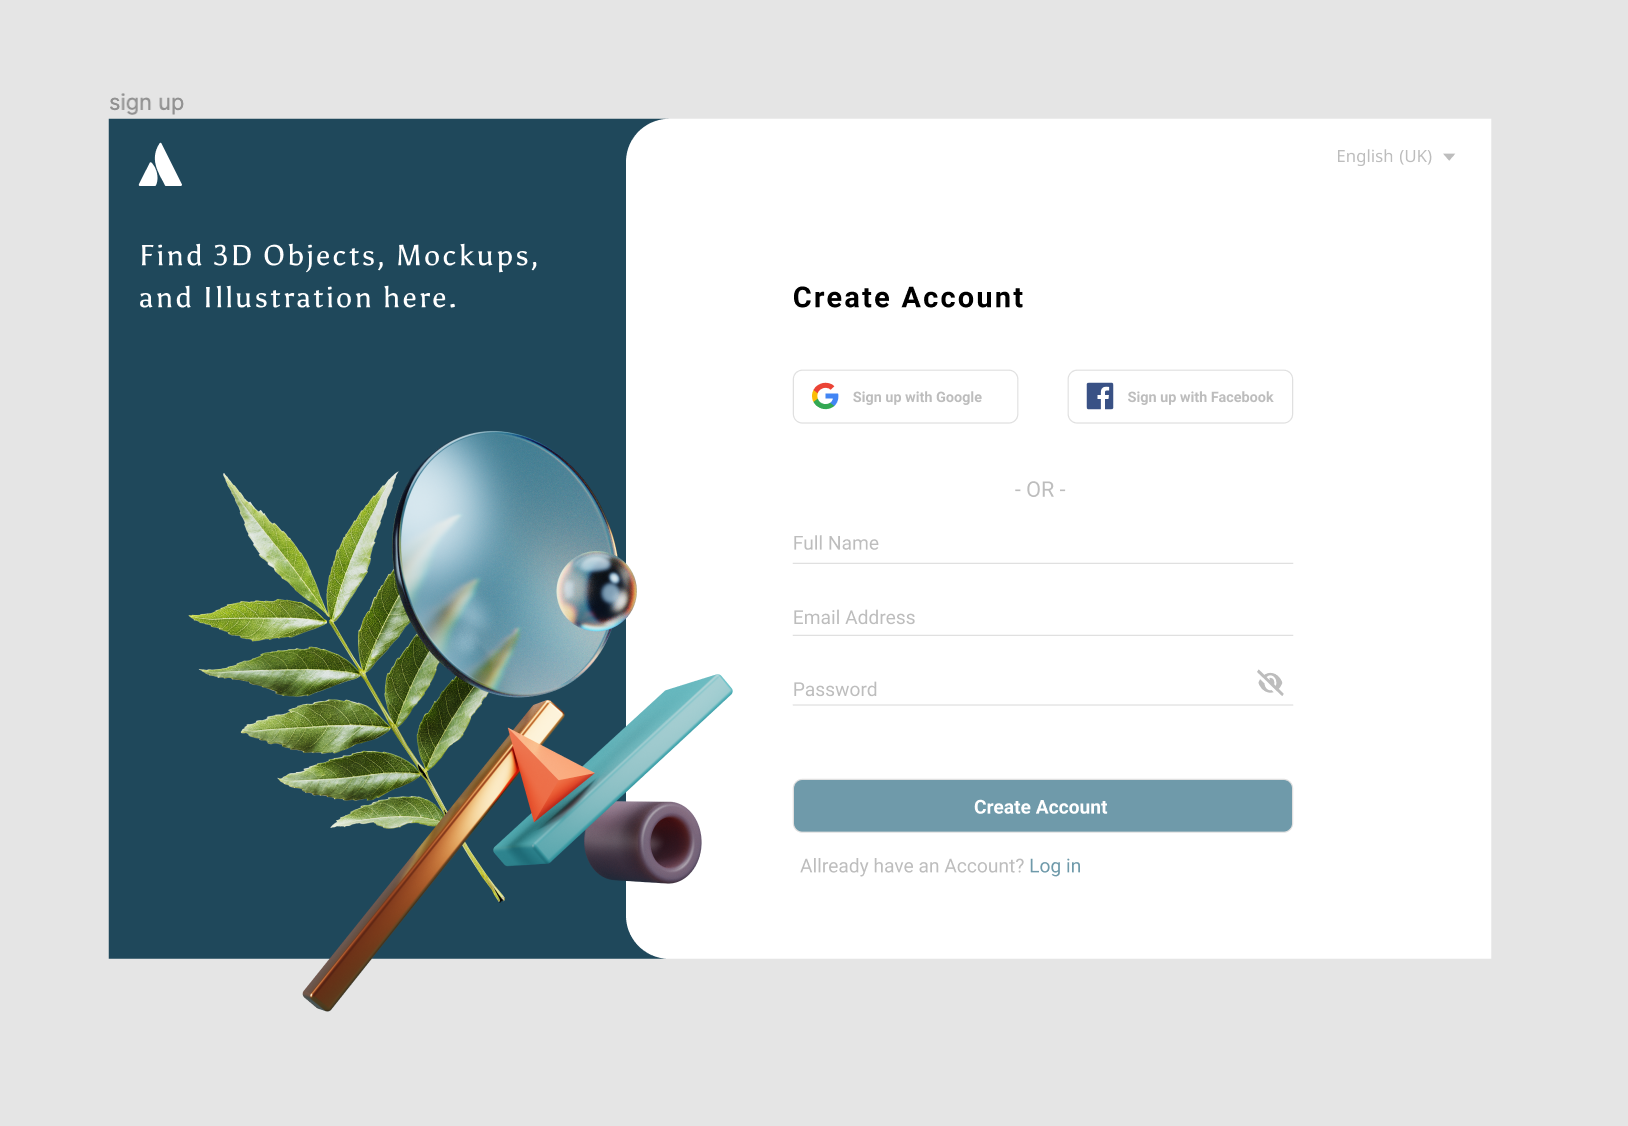 sign up
Find 3D Objects, Mockups,
and Illustration here.
English (UK)
Create Account
Sign up with Google
Sign up with Facebook
- OR -
Full Name
Email Address
Password
Create Account
Allready have an Account? Log in